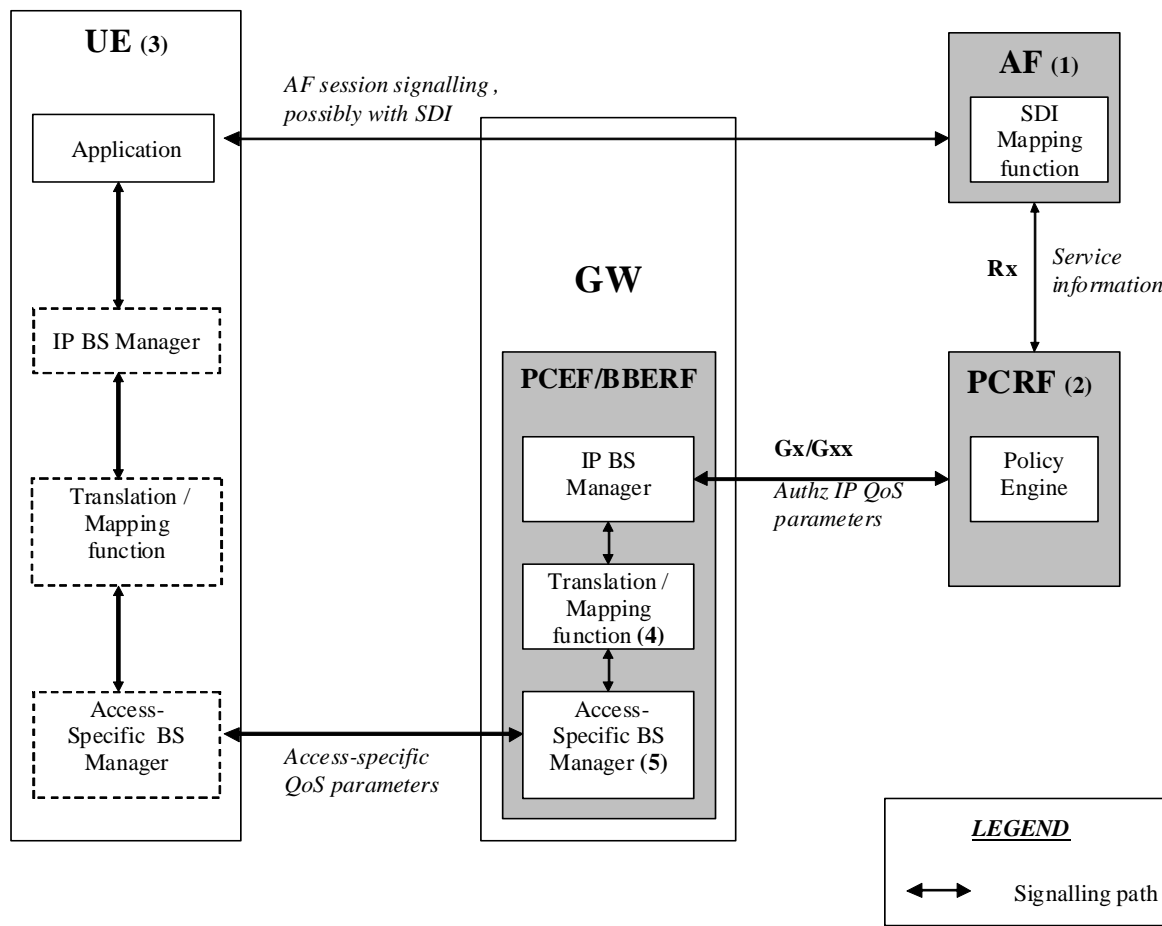 UE (3)
Application
IP BS Manager
Translation /
Mapping
function
Access-
Specific BS
Manager
AF session signalling ,
possibly with SDI
Access-specific
QoS parameters
GW
PCEF/BBERF
IP BS
Manager
Translation /
Mapping
function (4)
Access-
Specific BS
Manager (5)
Gx/Gxx
Authz IP QoS
parameters
AF (1)
SDI
Mapping
function
Rx
Service
information
PCRF (2)
Policy
Engine
LEGEND
Signalling path